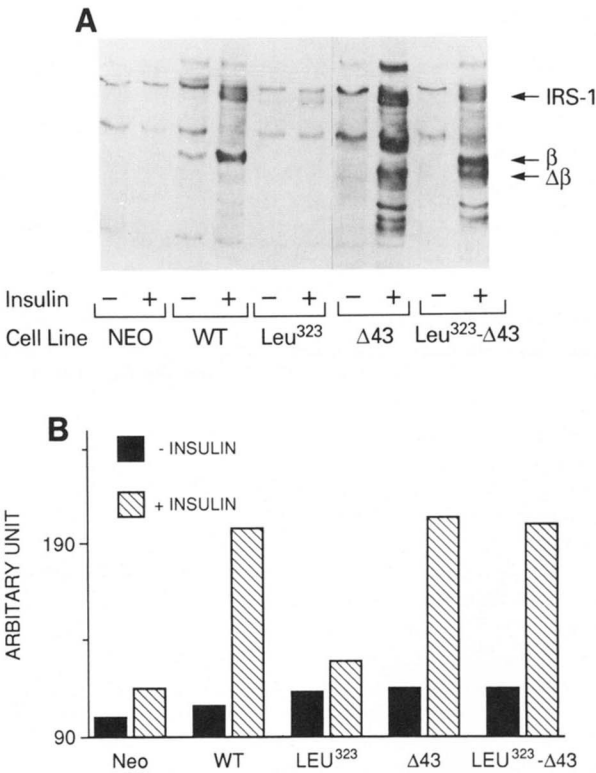 A
IRS-1
β
Δβ
Insulin − + − + − + − + − +
Cell Line NEO WT Leu³²³ Δ43 Leu³²³-Δ43
B
- INSULIN
+ INSULIN
ARBITARY UNIT
190
90
Neo WT LEU³²³ Δ43 LEU³²³-Δ43